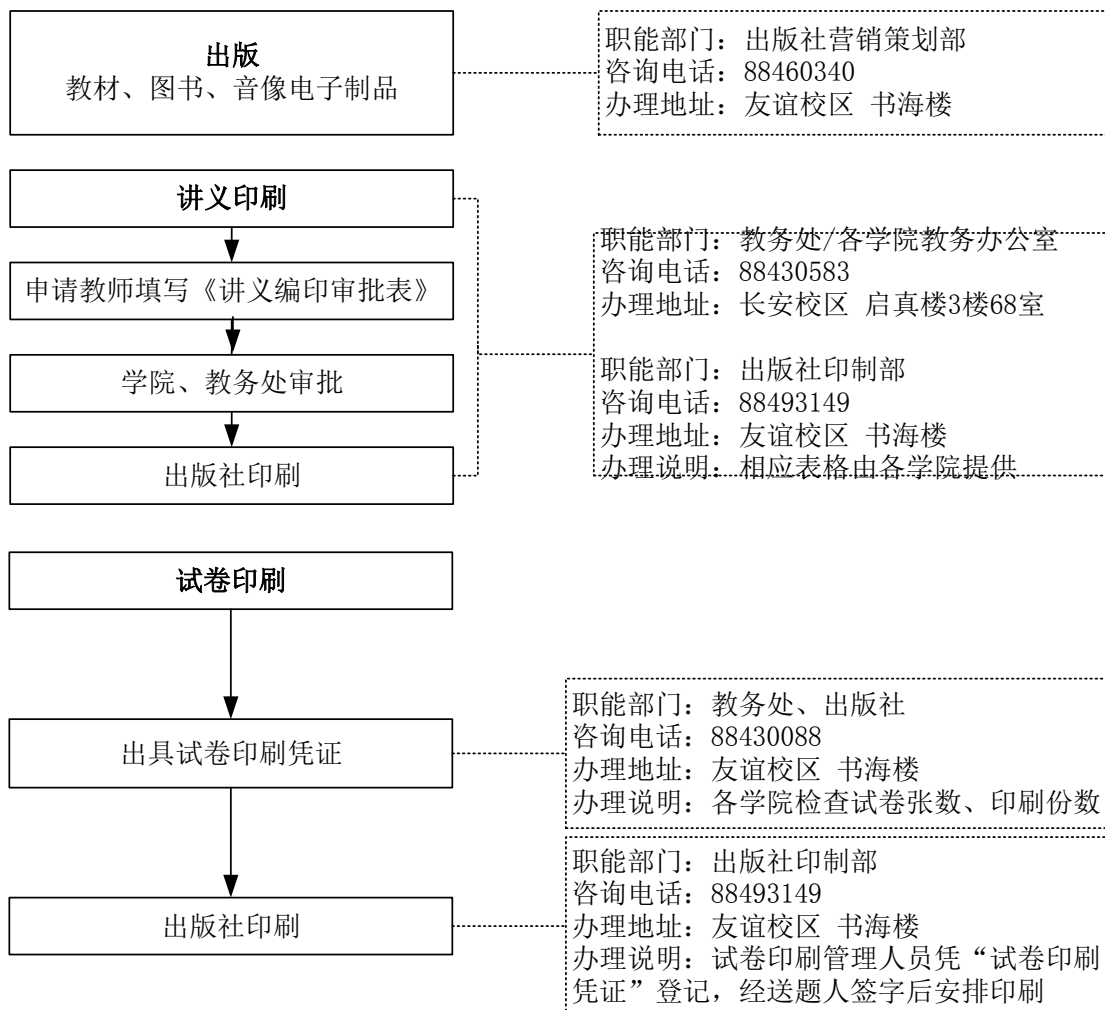 出版
教材、图书、音像电子制品
职能部门：出版社营销策划部
咨询电话：88460340
办理地址：友谊校区 书海楼
讲义印刷
申请教师填写《讲义编印审批表》
学院、教务处审批
出版社印刷
职能部门：教务处/各学院教务办公室
咨询电话：88430583
办理地址：长安校区 启真楼3楼68室
职能部门：出版社印制部
咨询电话：88493149
办理地址：友谊校区 书海楼
办理说明：相应表格由各学院提供
试卷印刷
出具试卷印刷凭证
职能部门：教务处、出版社
咨询电话：88430088
办理地址：友谊校区 书海楼
办理说明：各学院检查试卷张数、印刷份数
出版社印刷
职能部门：出版社印制部
咨询电话：88493149
办理地址：友谊校区 书海楼
办理说明：试卷印刷管理人员凭“试卷印刷
凭证”登记，经送题人签字后安排印刷